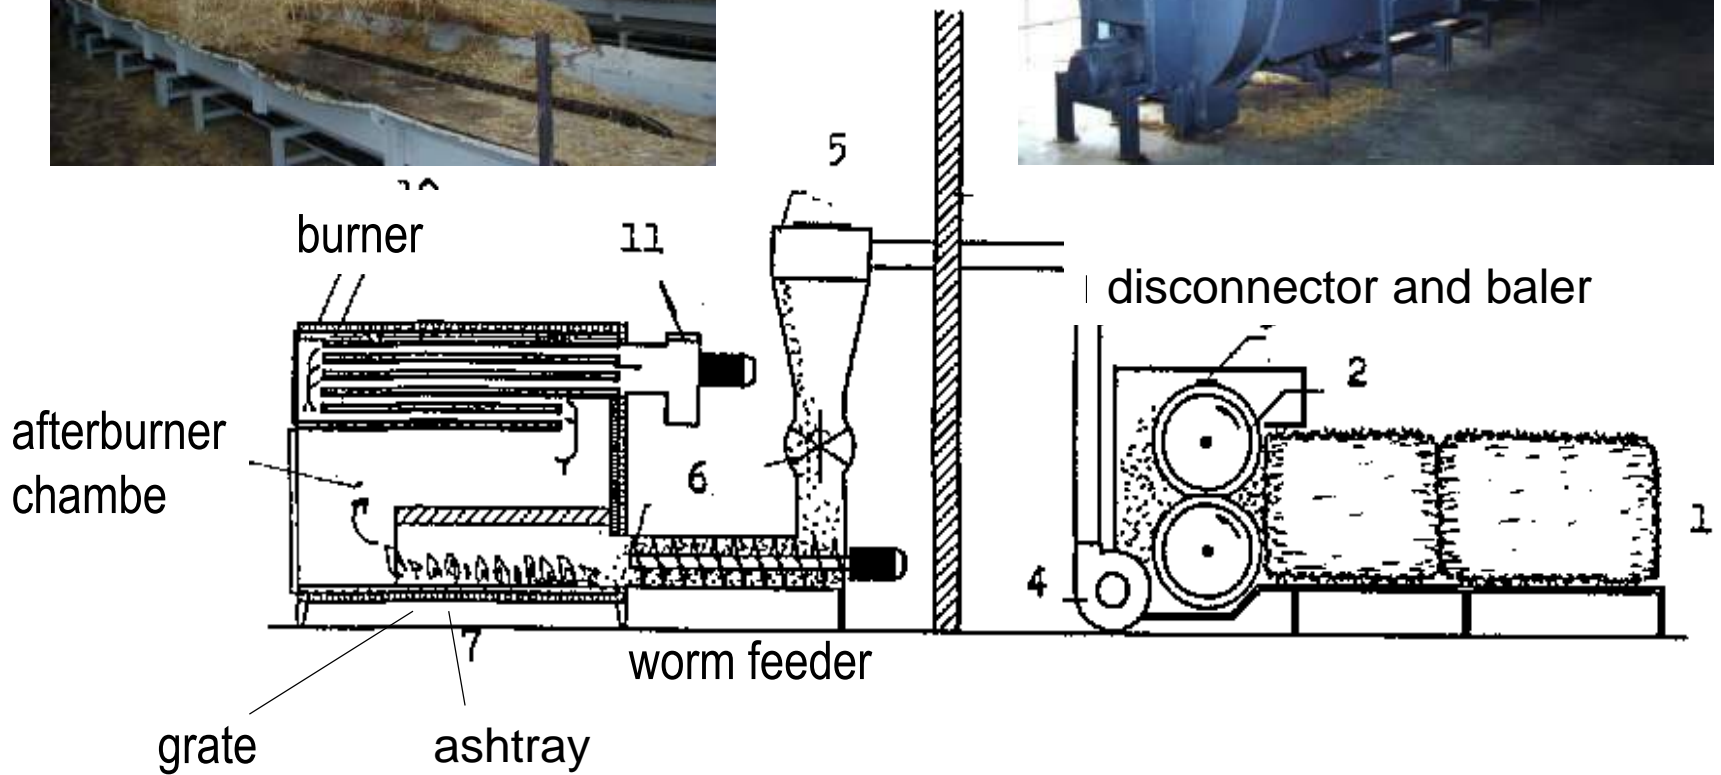 5
burner
11
disconnector and baler
2
afterburner
chambe
6
1
4
7
worm feeder
grate
ashtray